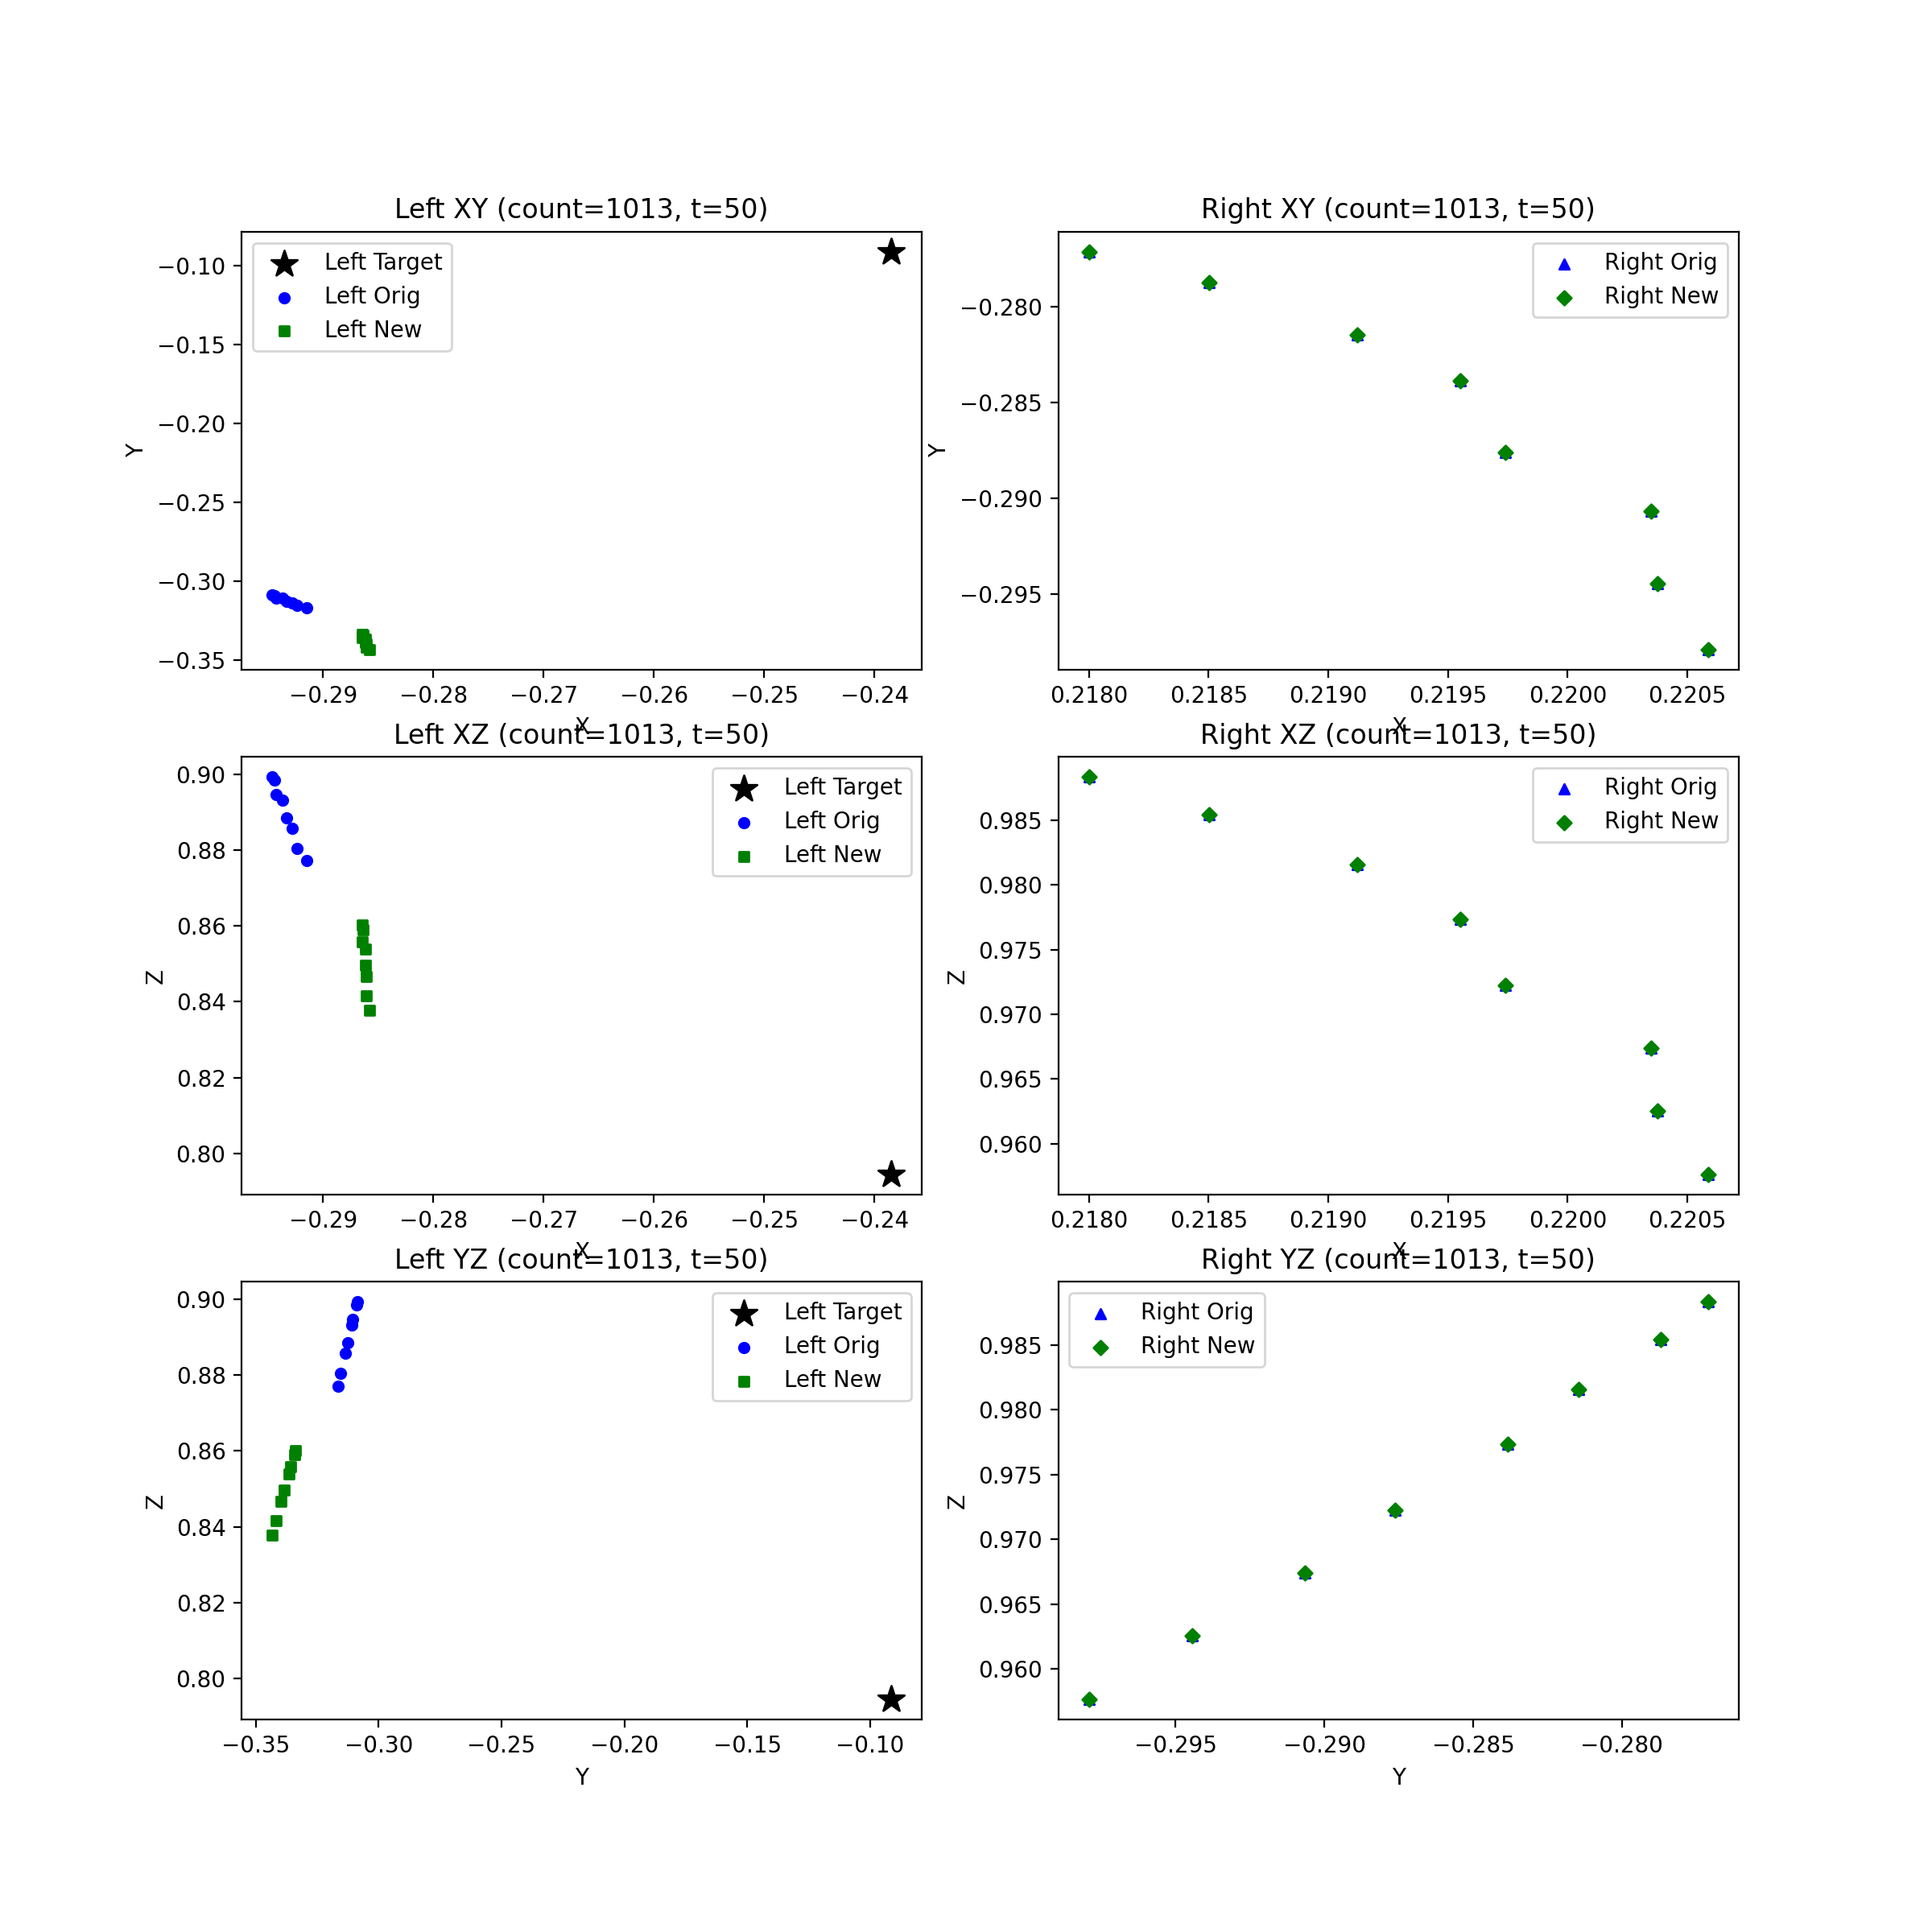 Left XY (count=1013, t=50)
Left Target
Left Orig
Left New
−0.10
−0.15
−0.20
−0.25
−0.30
−0.35
Y
−0.29 −0.28 −0.27 −0.26 −0.25 −0.24
X
Right XY (count=1013, t=50)
Right Orig
Right New
−0.280
−0.285
−0.290
−0.295
Y
0.2180 0.2185 0.2190 0.2195 0.2200 0.2205
X
Left XZ (count=1013, t=50)
Left Target
Left Orig
Left New
0.90
0.88
0.86
0.84
0.82
0.80
Z
−0.29 −0.28 −0.27 −0.26 −0.25 −0.24
X
Right XZ (count=1013, t=50)
Right Orig
Right New
0.985
0.980
0.975
0.970
0.965
0.960
Z
0.2180 0.2185 0.2190 0.2195 0.2200 0.2205
X
Left YZ (count=1013, t=50)
Left Target
Left Orig
Left New
0.90
0.88
0.86
0.84
0.82
0.80
Z
−0.35 −0.30 −0.25 −0.20 −0.15 −0.10
Y
Right YZ (count=1013, t=50)
Right Orig
Right New
0.985
0.980
0.975
0.970
0.965
0.960
Z
−0.295 −0.290 −0.285 −0.280
Y